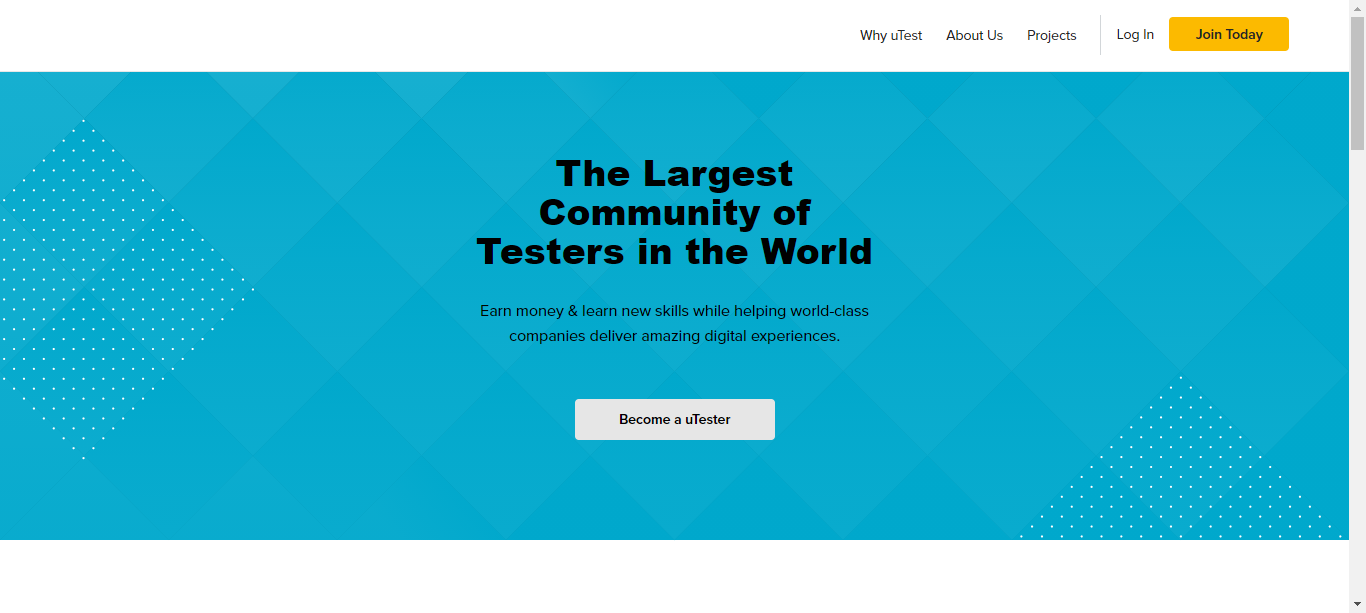 Why uTest About Us Projects Log In Join Today
The Largest
Community of
Testers in the World
Earn money & learn new skills while helping world-class
companies deliver amazing digital experiences.
Become a uTester